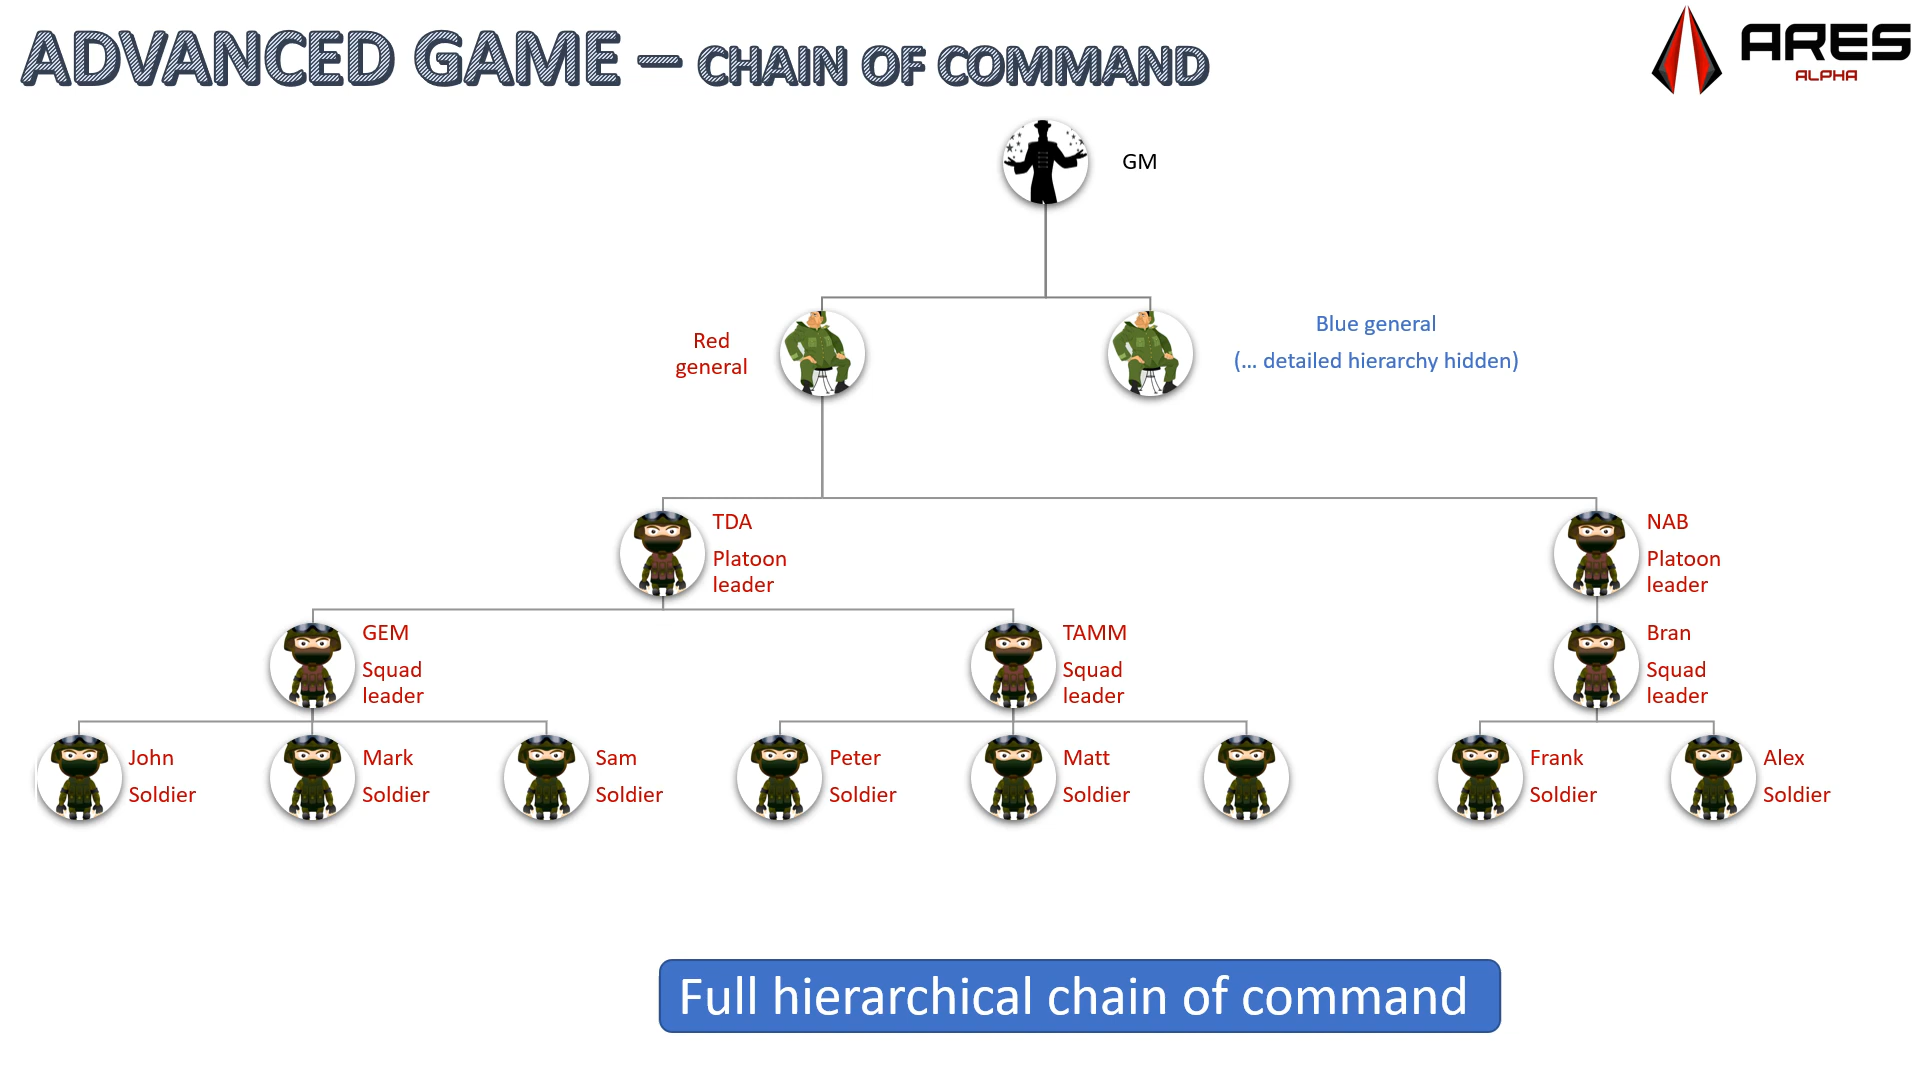 ADVANCED GAME – CHAIN OF COMMAND
ARES
ALPHA
GM
Red
general
Blue general
(... detailed hierarchy hidden)
TDA
Platoon
leader
NAB
Platoon
leader
GEM
Squad
leader
TAMM
Squad
leader
Bran
Squad
leader
John
Soldier
Mark
Soldier
Sam
Soldier
Peter
Soldier
Matt
Soldier
Frank
Soldier
Alex
Soldier
Full hierarchical chain of command